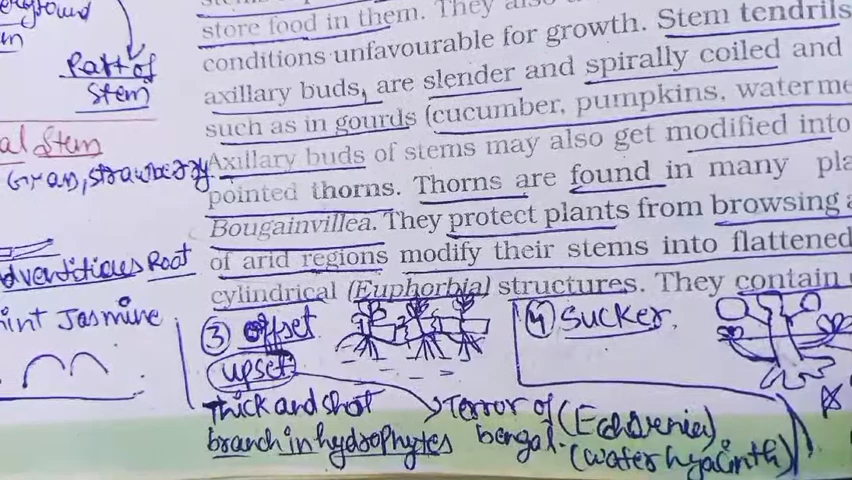 store food in them. They also
conditions unfavourable for growth. Stem tendrils
axillary buds, are slender and spirally coiled and
such as in gourds (cucumber, pumpkins, waterme
Axillary buds of stems may also get modified into
pointed thorns. Thorns are found in many pla
Bougainvillea. They protect plants from browsing a
of arid regions modify their stems into flattened
cylindrical (Euphorbia) structures. They contain
Part of
Stem
al Stem
Gran, strawberry
dventitious Root
int Jasmine
③ offset
upset
Thick and shot
branch in hydrophytes
Terror of
bengal.
(water hyacinth)
④ Sucker.